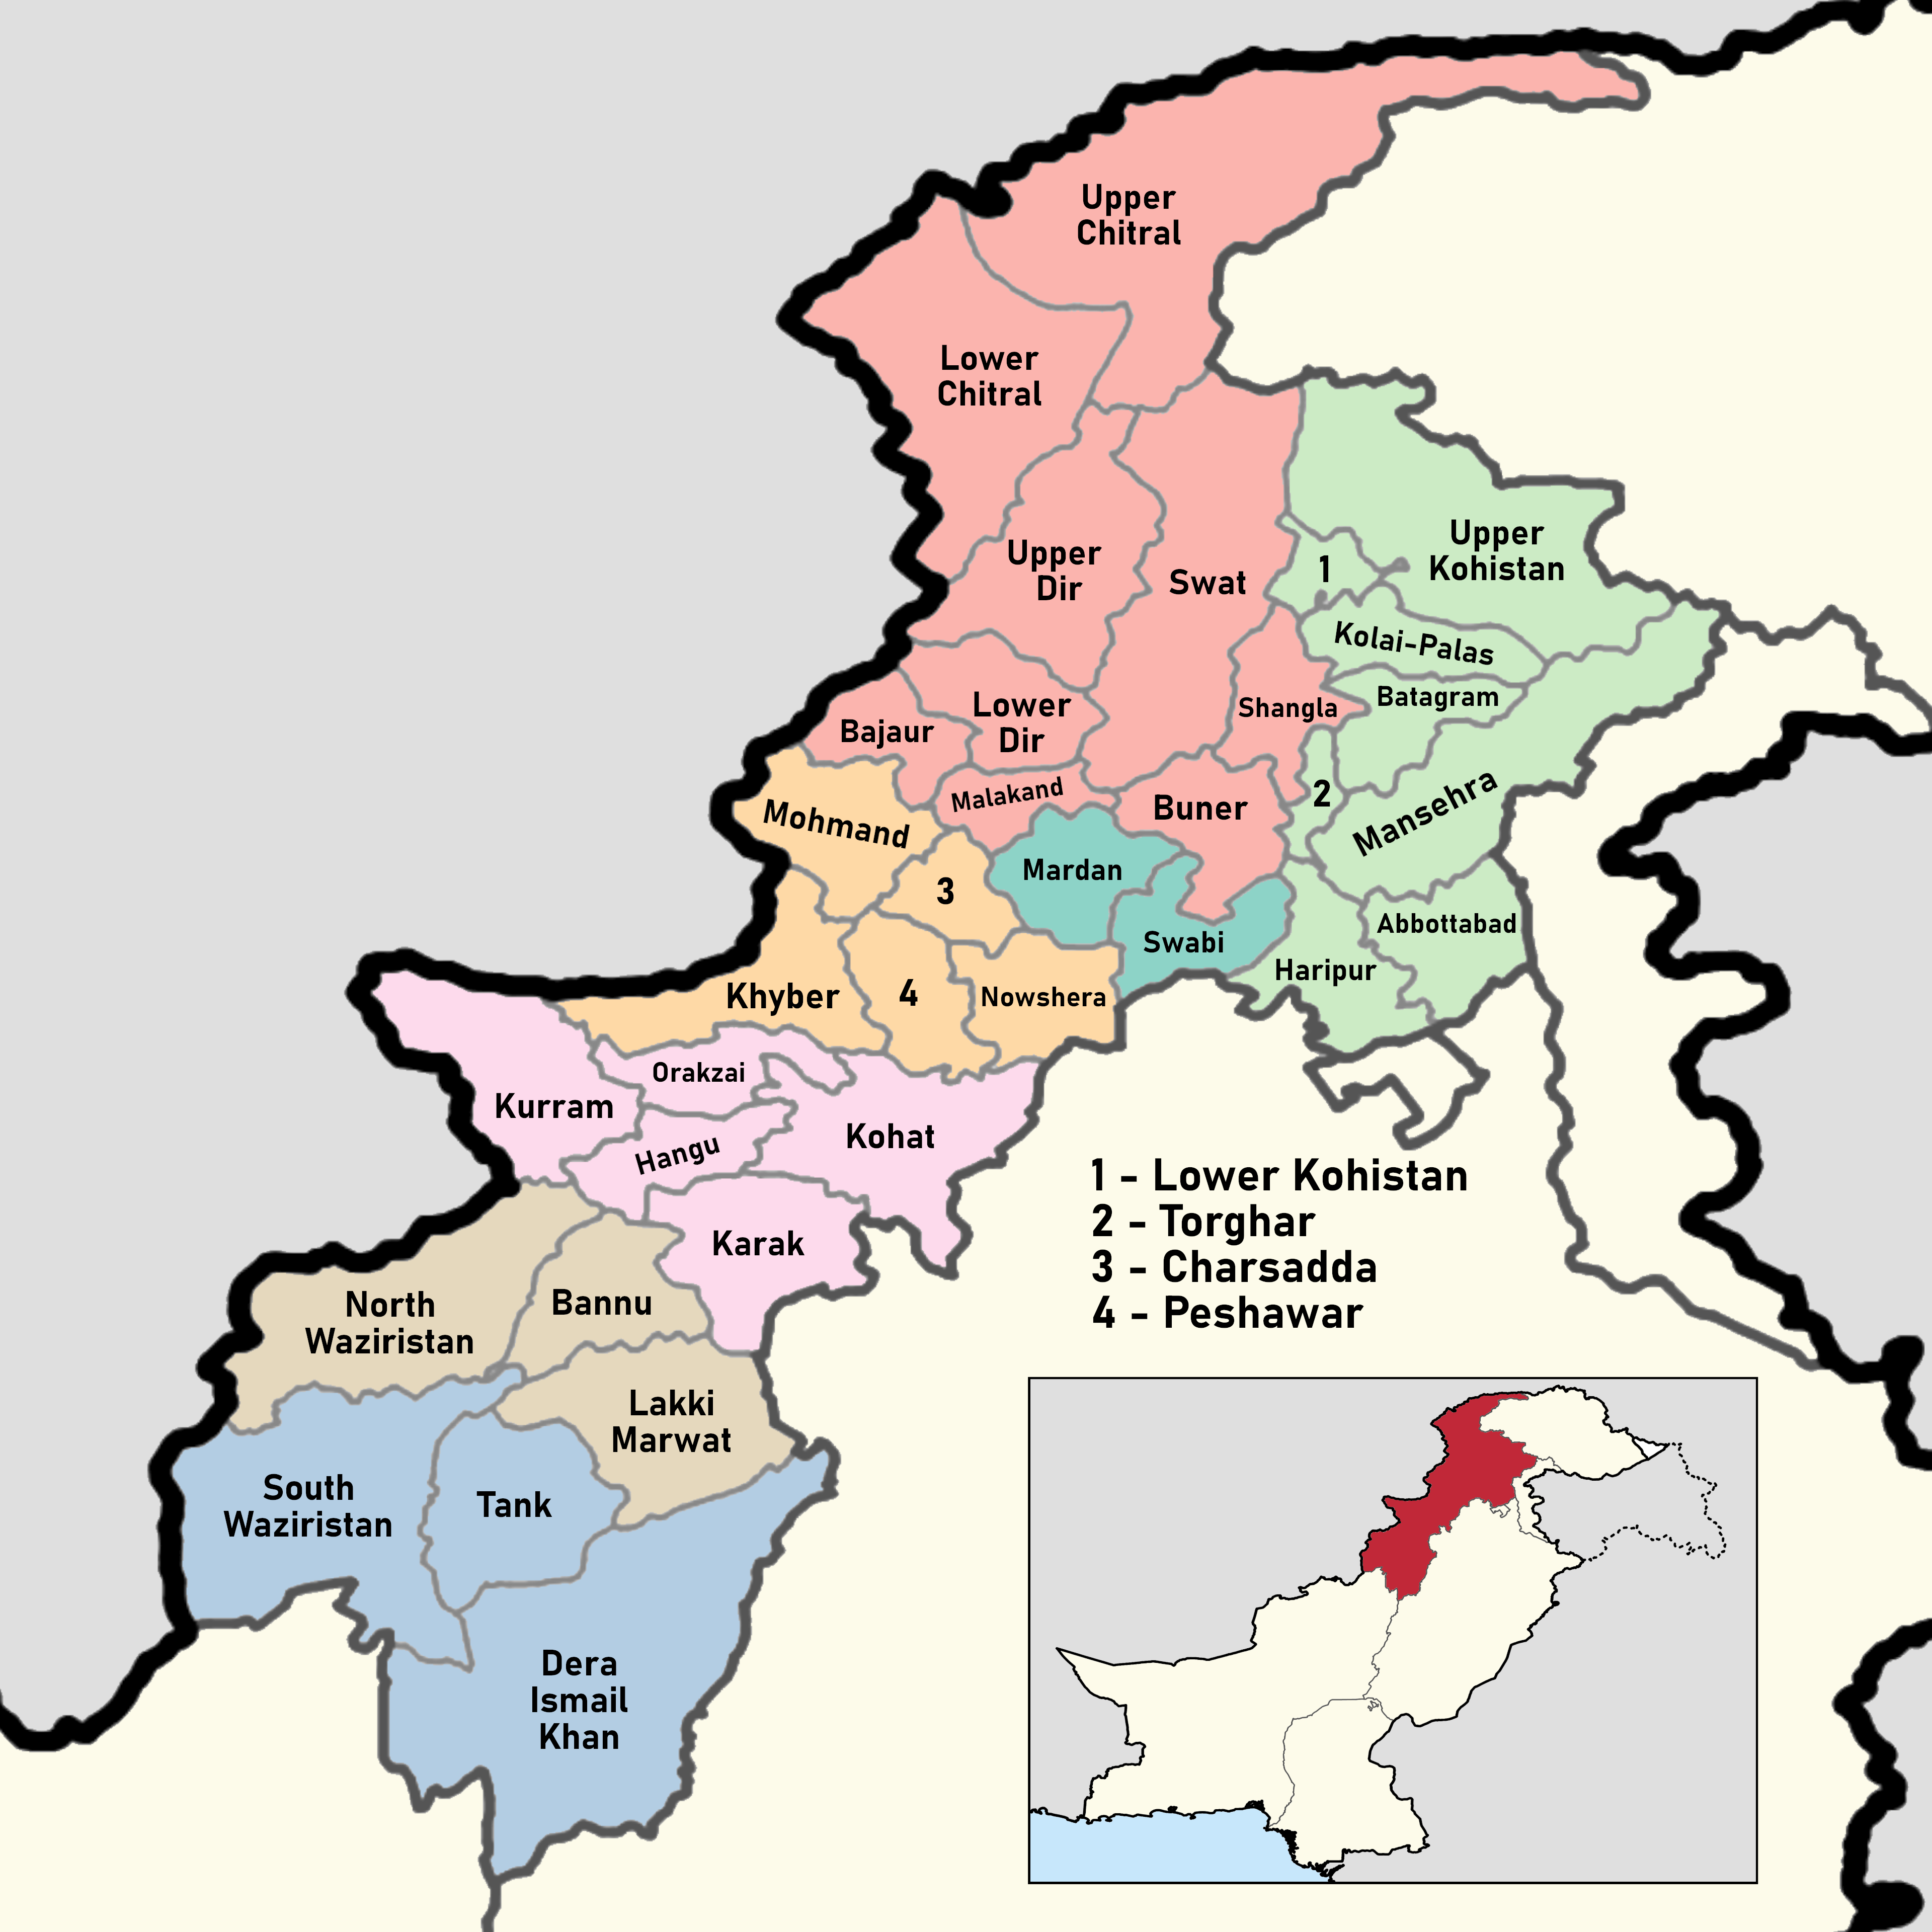 Upper
Chitral
Lower
Chitral
Upper
Kohistan
Upper
Dir
1
Swat
Kolai-Palas
Batagram
Lower
Dir
Shangla
Bajaur
Malakand
2
Buner
Mansehra
Mohmand
Mardan
3
Abbottabad
Swabi
Haripur
Khyber
4
Nowshera
Orakzai
Kurram
Kohat
Hangu
1 - Lower Kohistan
2 - Torghar
3 - Charsadda
4 - Peshawar
Karak
North
Waziristan
Bannu
Lakki
Marwat
South
Waziristan
Tank
Dera
Ismail
Khan